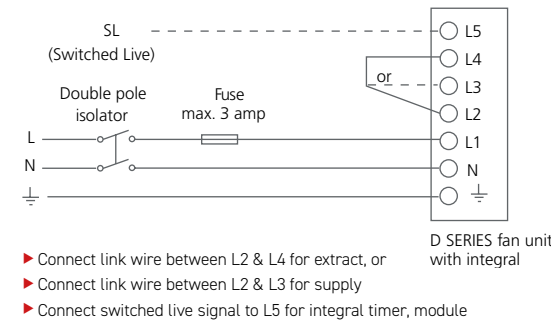 SL
(Switched Live)
L5
L4
or
L3
L2
Double pole
isolator
Fuse
max. 3 amp
L
L1
N
N
D SERIES fan unit
with integral
Connect link wire between L2 & L4 for extract, or
Connect link wire between L2 & L3 for supply
Connect switched live signal to L5 for integral timer, module